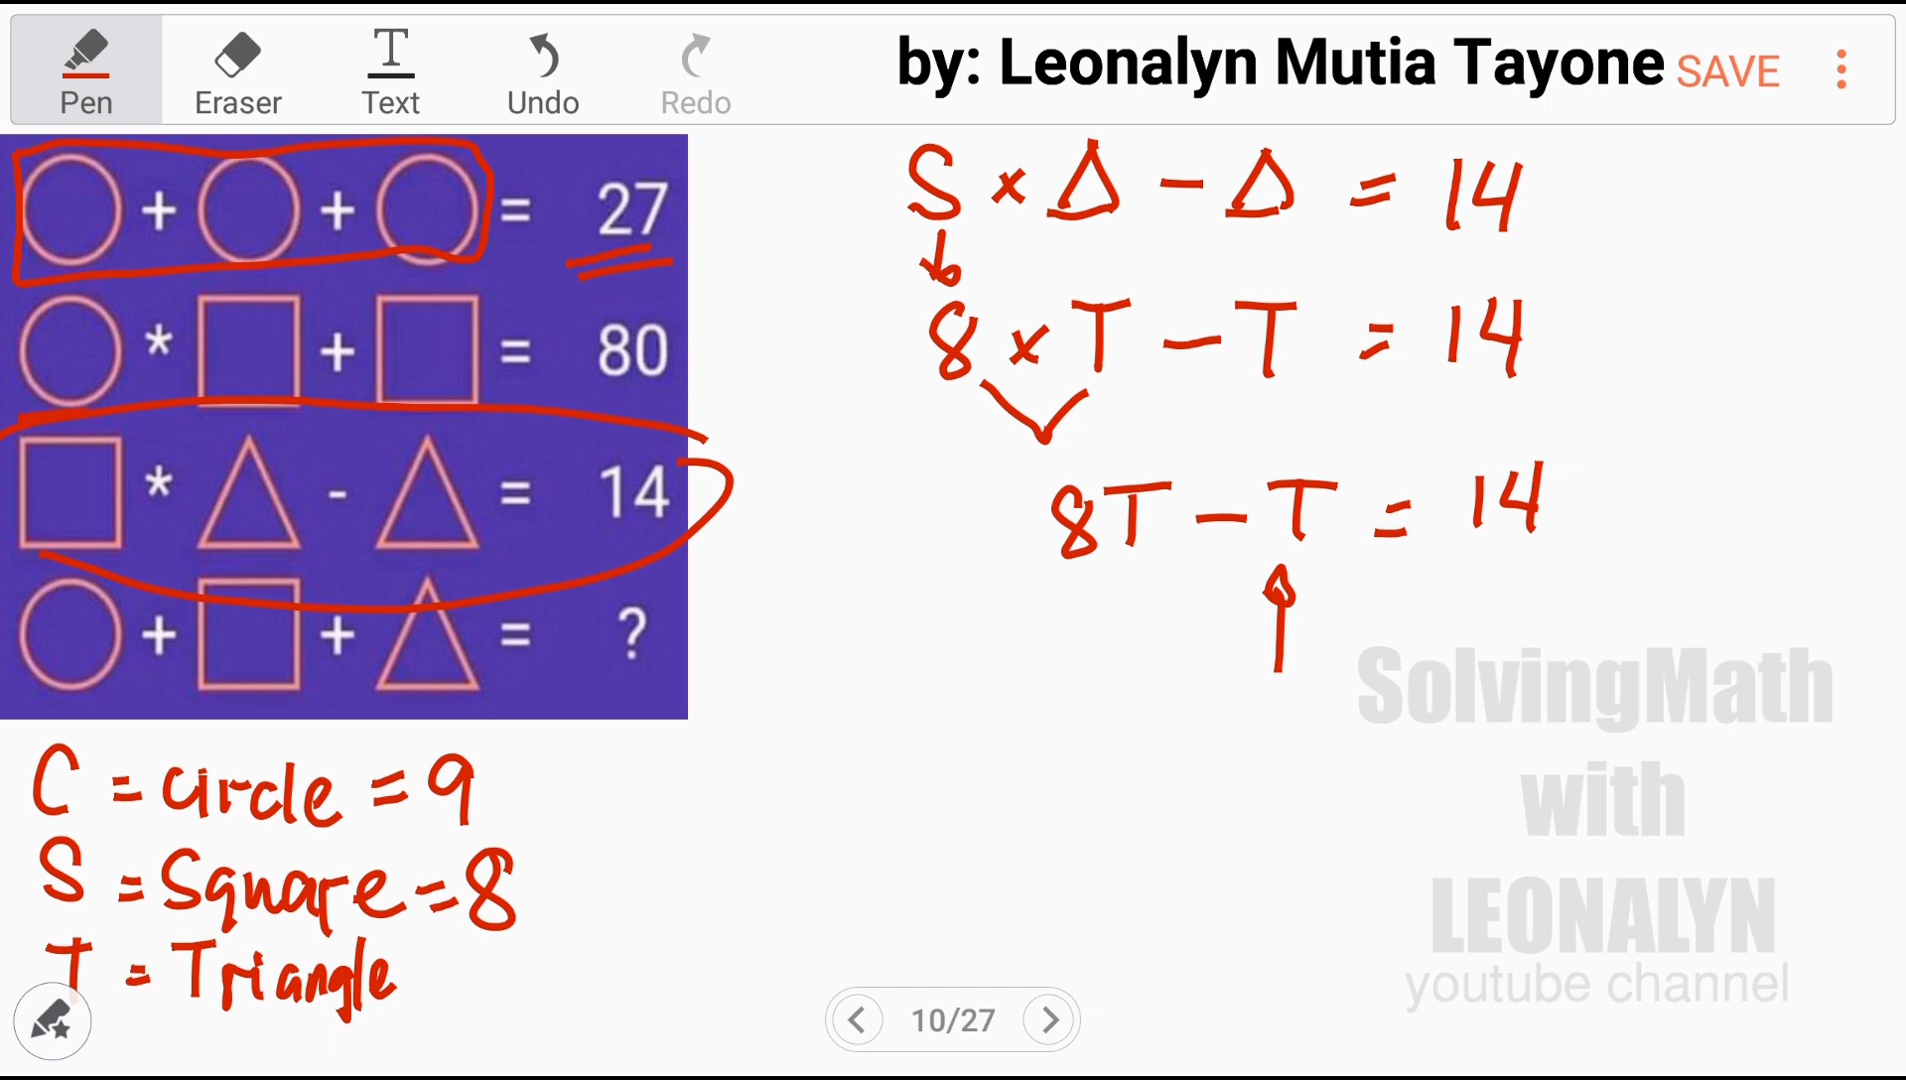 Pen Eraser Text Undo Redo by: Leonalyn Mutia Tayone SAVE
○ + ○ + ○ = 27
○ * □ + □ = 80
□ * △ - △ = 14
○ + □ + △ = ?
S × △ - △ = 14
8 × T - T = 14
8T - T = 14
C = circle = 9
S = Square = 8
T = Triangle
SolvingMath
with
LEONALYN
youtube channel
10/27